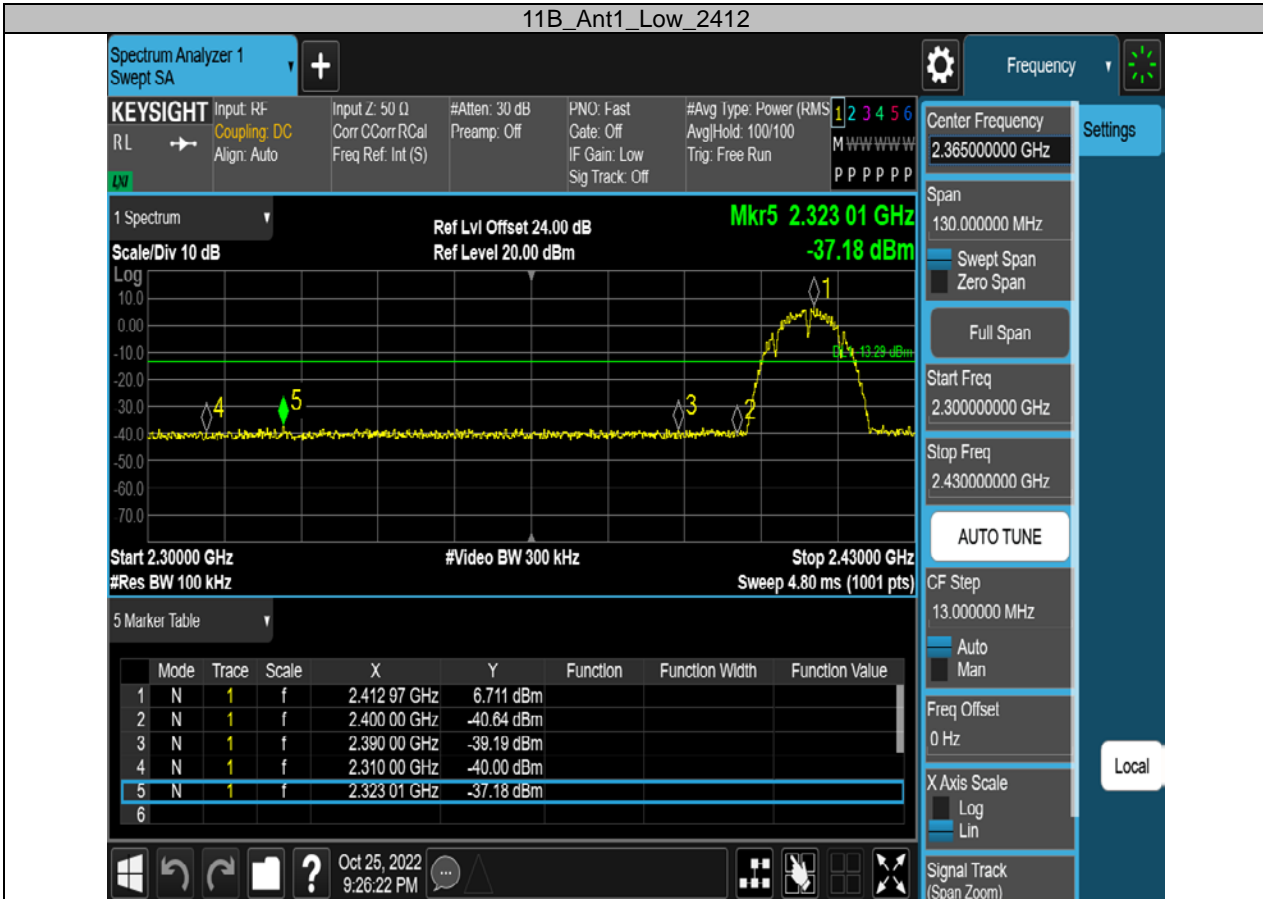 11B_Ant1_Low_2412
Spectrum Analyzer 1
Swept SA
+
Frequency
KEYSIGHT
RL
LXI
Input: RF
Coupling: DC
Align: Auto
Input Z: 50 Ω
Corr CCorr RCal
Freq Ref: Int (S)
#Atten: 30 dB
Preamp: Off
PNO: Fast
Gate: Off
IF Gain: Low
Sig Track: Off
#Avg Type: Power (RMS
Avg|Hold: 100/100
Trig: Free Run
1 2 3 4 5 6
M W W W W W
P P P P P P
1 Spectrum
Scale/Div 10 dB
Ref Lvl Offset 24.00 dB
Ref Level 20.00 dBm
Mkr5 2.323 01 GHz
-37.18 dBm
Log
10.0
0.00
-10.0
-20.0
-30.0
-40.0
-50.0
-60.0
-70.0
1
2
3
4
5
DL1 -13.29 dBm
Start 2.30000 GHz
#Video BW 300 kHz
Stop 2.43000 GHz
#Res BW 100 kHz
Sweep 4.80 ms (1001 pts)
5 Marker Table
Mode Trace Scale X Y Function Function Width Function Value
1 N 1 f 2.412 97 GHz 6.711 dBm
2 N 1 f 2.400 00 GHz -40.64 dBm
3 N 1 f 2.390 00 GHz -39.19 dBm
4 N 1 f 2.310 00 GHz -40.00 dBm
5 N 1 f 2.323 01 GHz -37.18 dBm
6
?
Oct 25, 2022
9:26:22 PM
Center Frequency
2.365000000 GHz
Settings
Span
130.000000 MHz
Swept Span
Zero Span
Full Span
Start Freq
2.300000000 GHz
Stop Freq
2.430000000 GHz
AUTO TUNE
CF Step
13.000000 MHz
Auto
Man
Freq Offset
0 Hz
X Axis Scale
Log
Lin
Signal Track
(Span Zoom)
Local